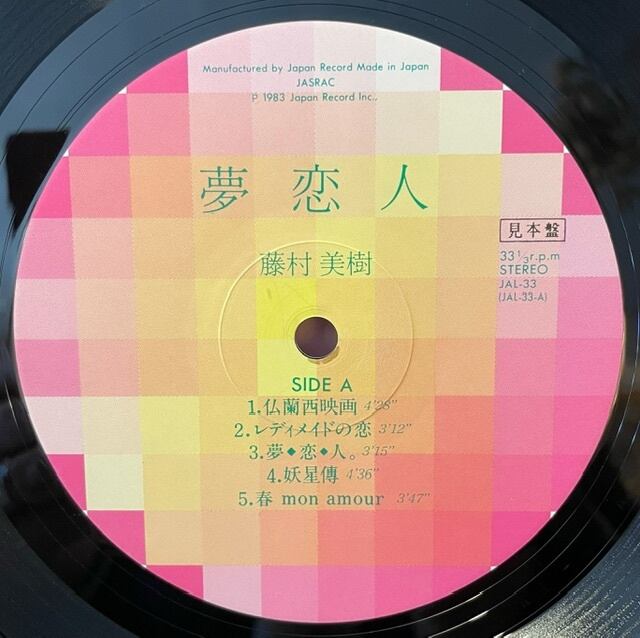 Manufactured by Japan Record Made in Japan
JASRAC
℗ 1983 Japan Record Inc.,
夢 恋 人
藤村 美樹
見本盤
33 1/3 r.p.m
STEREO
JAL-33
(JAL-33-A)
SIDE A
1.仏蘭西映画 4'28"
2.レディメイドの恋 3'12"
3.夢◆恋◆人。 3'15"
4.妖星傳 4'36"
5.春 mon amour 3'47"